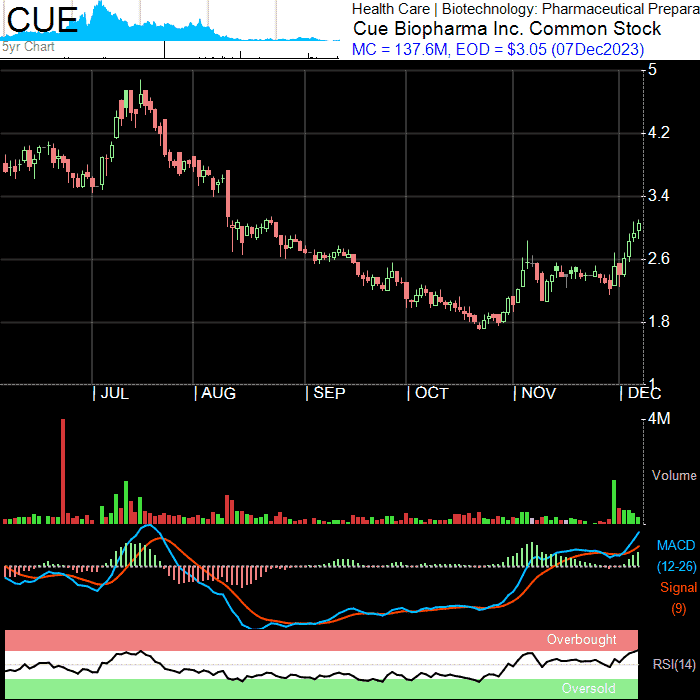 CUE
5yr Chart
Health Care | Biotechnology: Pharmaceutical Prepara
Cue Biopharma Inc. Common Stock
MC = 137.6M, EOD = $3.05 (07Dec2023)
5
4.2
3.4
2.6
1.8
1
JUL AUG SEP OCT NOV DEC
4M
Volume
MACD
(12-26)
Signal
(9)
Overbought
RSI(14)
Oversold